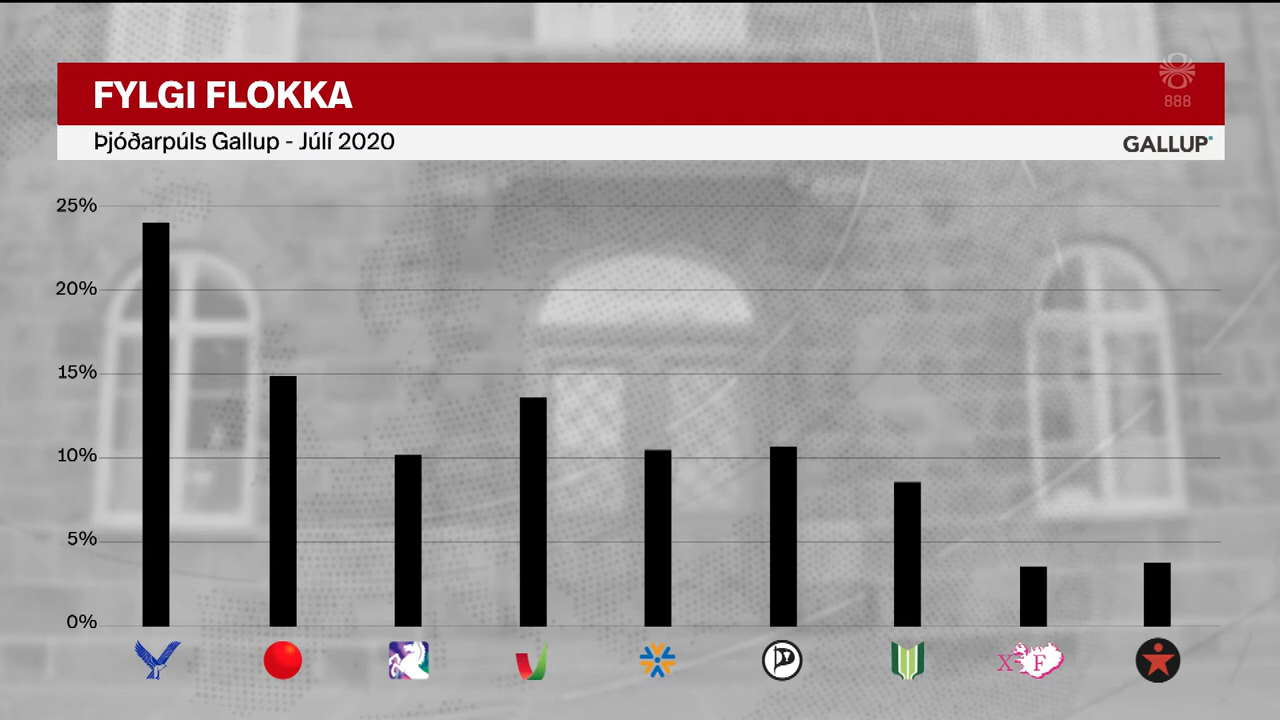 FYLGI FLOKKA
888
Þjóðarpúls Gallup - Júlí 2020
GALLUP
25%
20%
15%
10%
5%
0%
P
X F